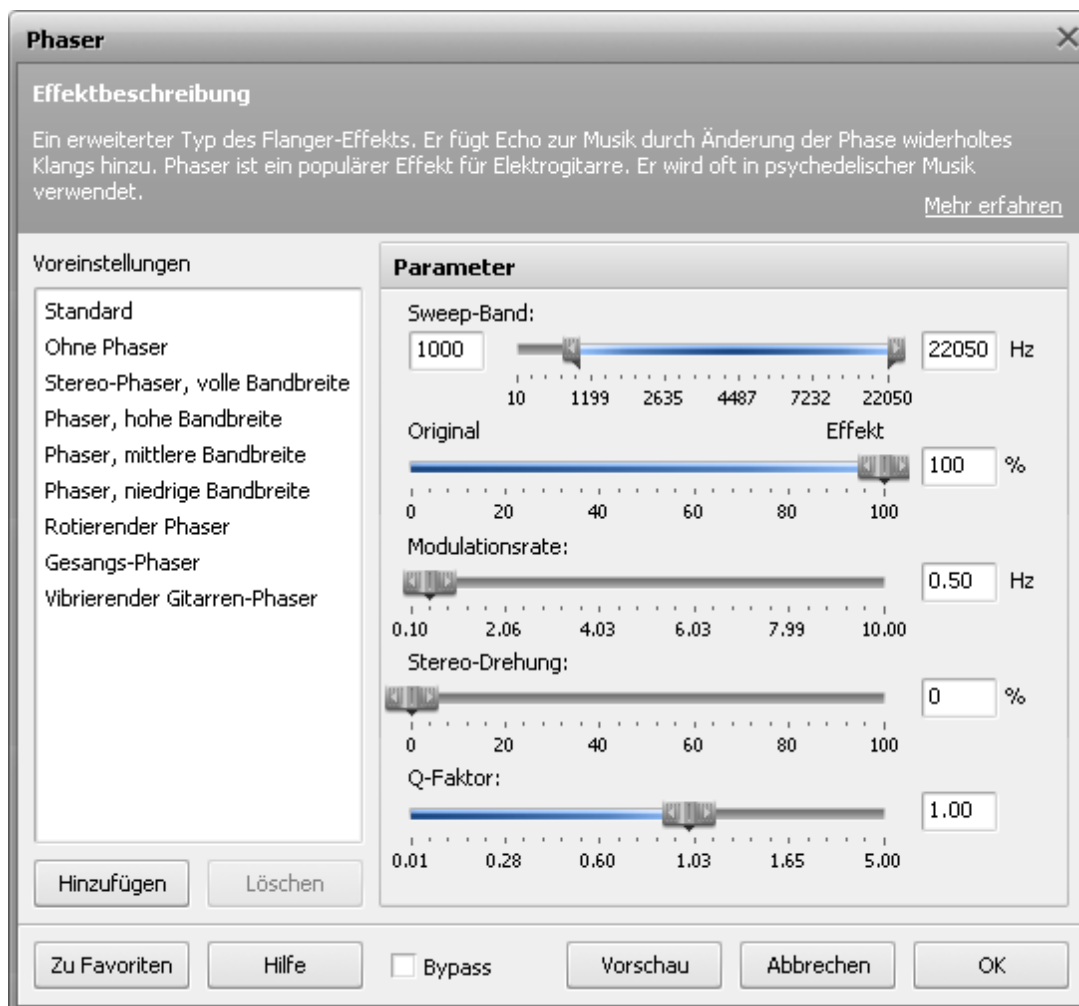 Phaser
Effektbeschreibung
Ein erweiterter Typ des Flanger-Effekts. Er fügt Echo zur Musik durch Änderung der Phase widerholtes
Klangs hinzu. Phaser ist ein populärer Effekt für Elektrogitarre. Er wird oft in psychedelischer Musik
verwendet.
Mehr erfahren
Voreinstellungen
Standard
Ohne Phaser
Stereo-Phaser, volle Bandbreite
Phaser, hohe Bandbreite
Phaser, mittlere Bandbreite
Phaser, niedrige Bandbreite
Rotierender Phaser
Gesangs-Phaser
Vibrierender Gitarren-Phaser
Hinzufügen Löschen
Parameter
Sweep-Band:
1000 22050 Hz
10 1199 2635 4487 7232 22050
Original Effekt
100 %
0 20 40 60 80 100
Modulationsrate:
0.50 Hz
0.10 2.06 4.03 6.03 7.99 10.00
Stereo-Drehung:
0 %
0 20 40 60 80 100
Q-Faktor:
1.00
0.01 0.28 0.60 1.03 1.65 5.00
Zu Favoriten Hilfe Bypass Vorschau Abbrechen OK